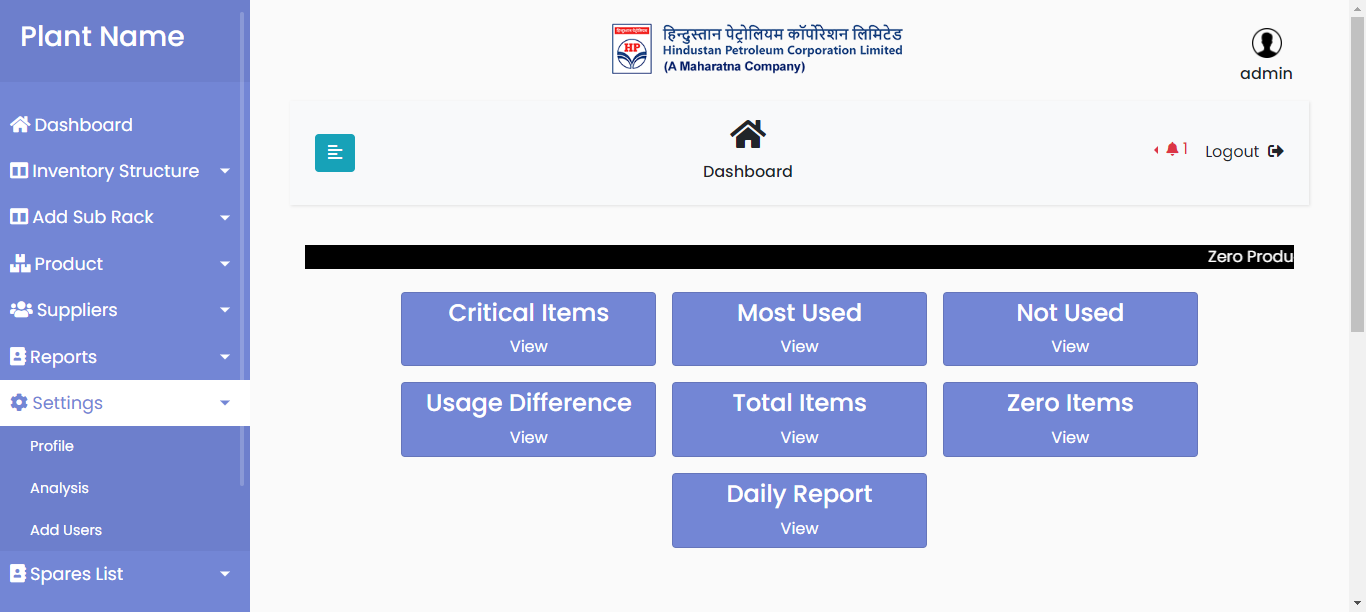 Plant Name
Dashboard
Inventory Structure
Add Sub Rack
Product
Suppliers
Reports
Settings
Profile
Analysis
Add Users
Spares List
हिन्दुस्तान पेट्रोलियम कॉर्पोरेशन लिमिटेड
Hindustan Petroleum Corporation Limited
(A Maharatna Company)
HP
admin
Dashboard
1
Logout
Zero Produ
Critical Items
View
Most Used
View
Not Used
View
Usage Difference
View
Total Items
View
Zero Items
View
Daily Report
View